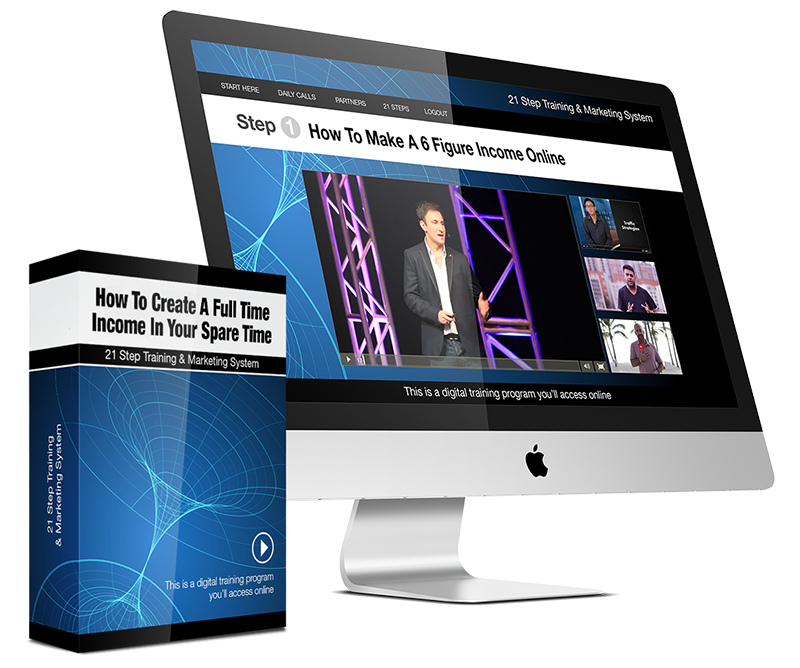 START HERE
DAILY CALLS
PARTNERS
21 STEPS
LOGOUT
21 Step Training & Marketing System
Step 1 How To Make A 6 Figure Income Online
Traffic
Strategies
This is a digital training program you'll access online
How To Create A Full Time
Income In Your Spare Time
21 Step Training & Marketing System
21 Step Training
& Marketing System
This is a digital training program
you'll access online